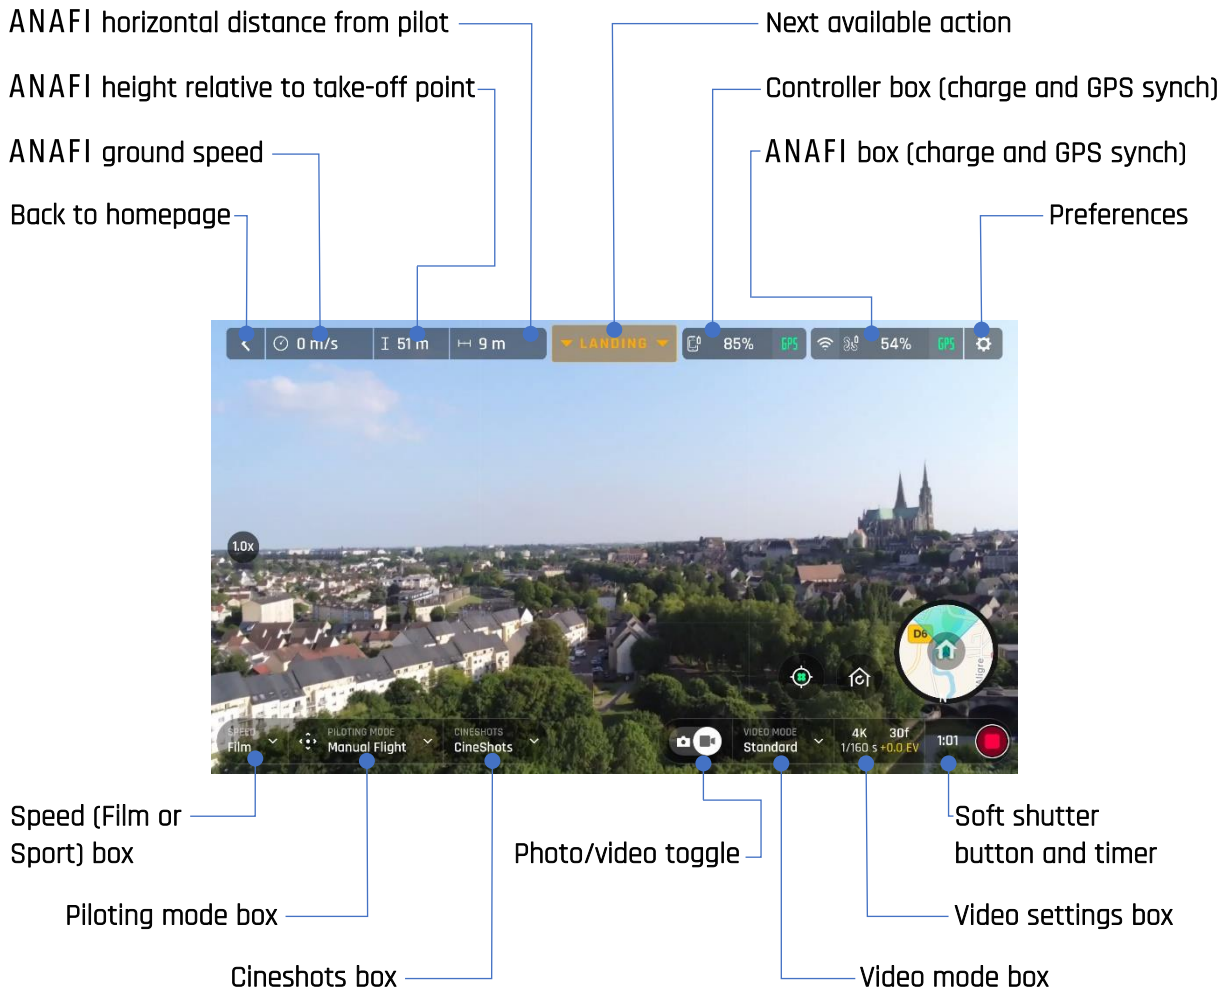 ANAFI horizontal distance from pilot
Next available action
ANAFI height relative to take-off point
Controller box (charge and GPS synch)
ANAFI ground speed
ANAFI box (charge and GPS synch)
Back to homepage
Preferences
0 m/s
51 m
9 m
LANDING
85%
GPS
54%
GPS
1.0x
D6
Aligre
N
SPEED
Film
PILOTING MODE
Manual Flight
CINESHOTS
CineShots
VIDEO MODE
Standard
4K 30f
1/160 s +0.0 EV
1:01
Speed (Film or
Sport) box
Photo/video toggle
Soft shutter
button and timer
Piloting mode box
Video settings box
Cineshots box
Video mode box